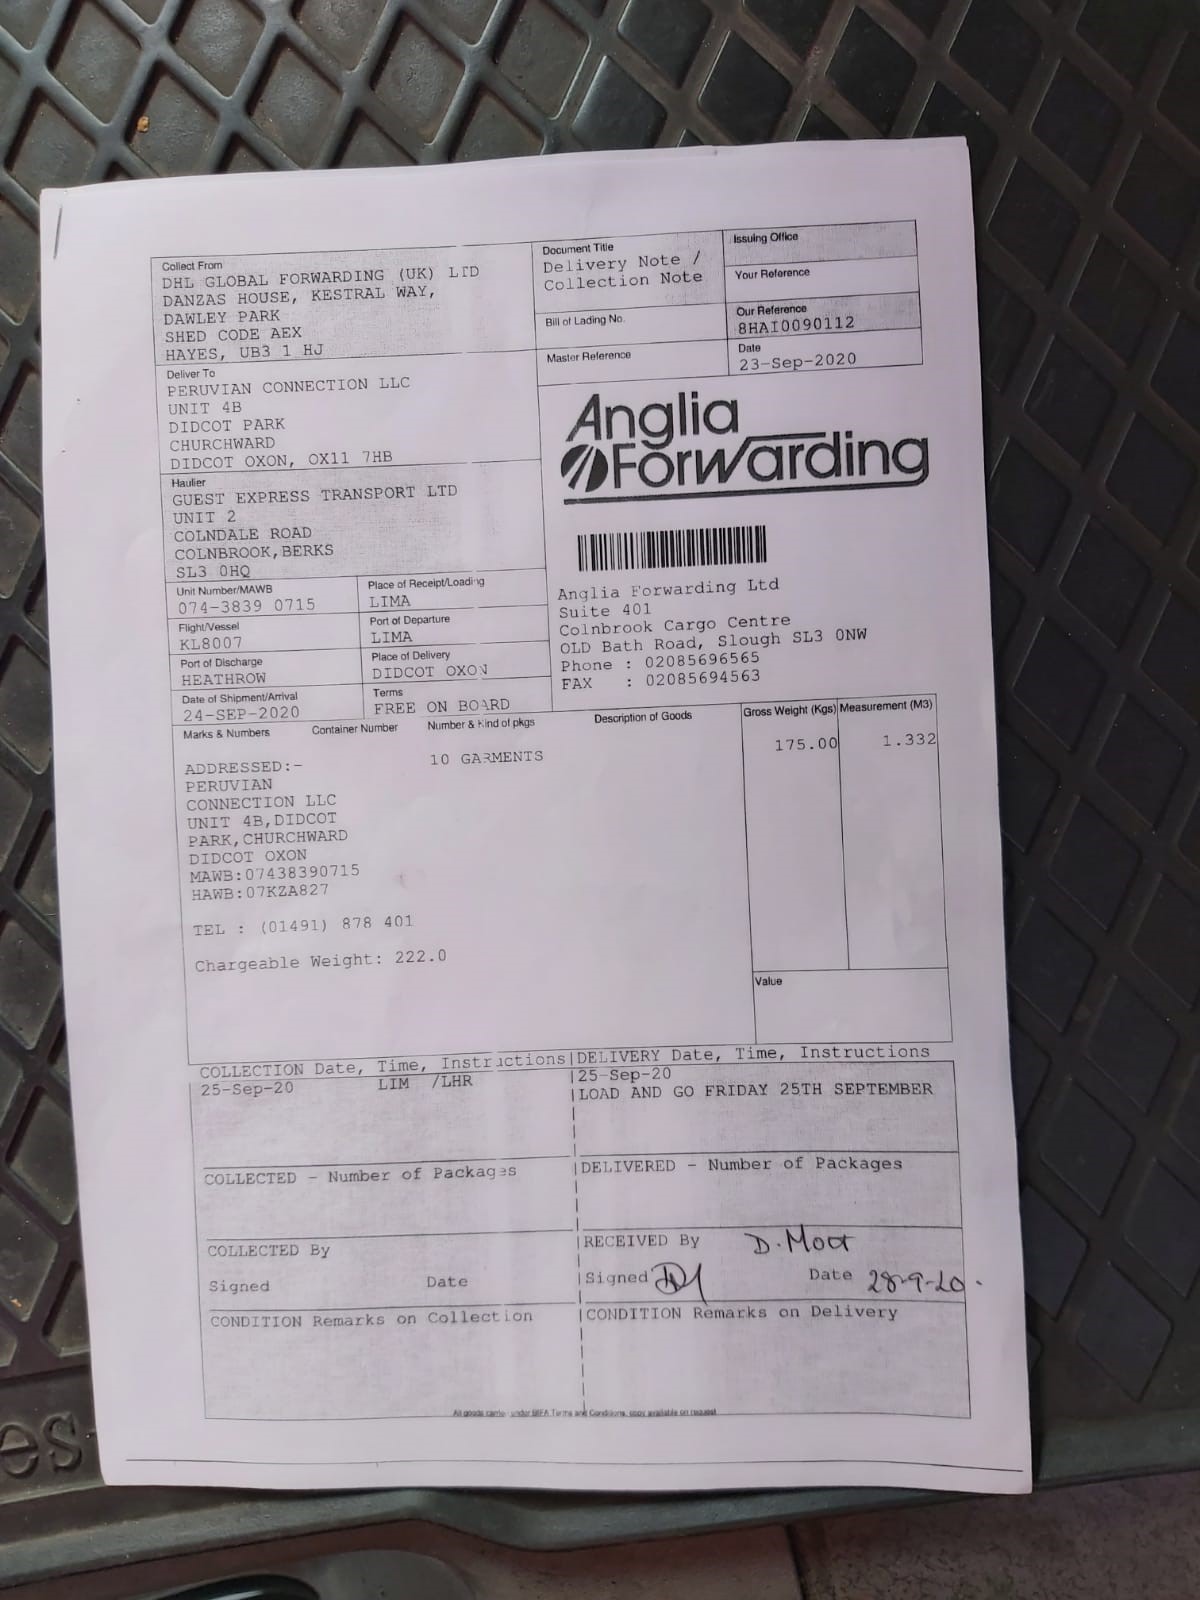 Collect From
DHL GLOBAL FORWARDING (UK) LTD
DANZAS HOUSE, KESTRAL WAY,
DAWLEY PARK
SHED CODE AEX
HAYES, UB3 1 HJ
Document Title
Delivery Note /
Collection Note
Issuing Office
Your Reference
Bill of Lading No.
Our Reference
8HAI0090112
Master Reference
Date
23-Sep-2020
Deliver To
PERUVIAN CONNECTION LLC
UNIT 4B
DIDCOT PARK
CHURCHWARD
DIDCOT OXON, OX11 7HB
Anglia
Forwarding
Haulier
GUEST EXPRESS TRANSPORT LTD
UNIT 2
COLNDALE ROAD
COLNBROOK, BERKS
SL3 0HQ
Anglia Forwarding Ltd
Suite 401
Colnbrook Cargo Centre
OLD Bath Road, Slough SL3 0NW
Phone : 02085696565
FAX : 02085694563
Unit Number/MAWB
074-3839 0715
Place of Receipt/Loading
LIMA
Flight/Vessel
KL8007
Port of Departure
LIMA
Port of Discharge
HEATHROW
Place of Delivery
DIDCOT OXON
Date of Shipment/Arrival
24-SEP-2020
Terms
FREE ON BOARD
Marks & Numbers Container Number Number & Kind of pkgs Description of Goods Gross Weight (Kgs) Measurement (M3)
10 GARMENTS 175.00 1.332
ADDRESSED:-
PERUVIAN
CONNECTION LLC
UNIT 4B, DIDCOT
PARK, CHURCHWARD
DIDCOT OXON
MAWB:07438390715
HAWB:07KZA827
TEL : (01491) 878 401
Chargeable Weight: 222.0
Value
COLLECTION Date, Time, Instructions DELIVERY Date, Time, Instructions
25-Sep-20 LIM /LHR 25-Sep-20
LOAD AND GO FRIDAY 25TH SEPTEMBER
COLLECTED - Number of Packages DELIVERED - Number of Packages
COLLECTED By RECEIVED By D. Mott
Signed Date Signed DM Date 28-9-20.
CONDITION Remarks on Collection CONDITION Remarks on Delivery
All goods carried under BIFA Terms and Conditions, copy available on request
es